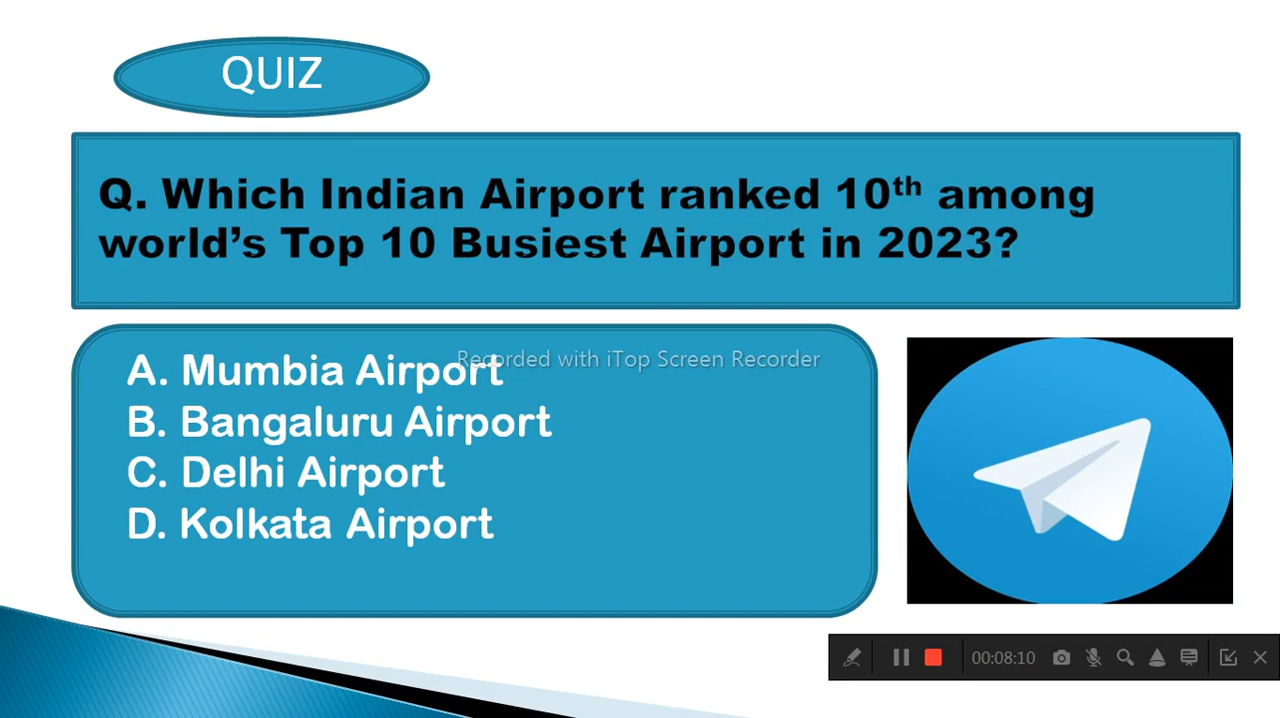 QUIZ
Q. Which Indian Airport ranked 10th among
world's Top 10 Busiest Airport in 2023?
Recorded with iTop Screen Recorder
A. Mumbia Airport
B. Bangaluru Airport
C. Delhi Airport
D. Kolkata Airport
00:08:10